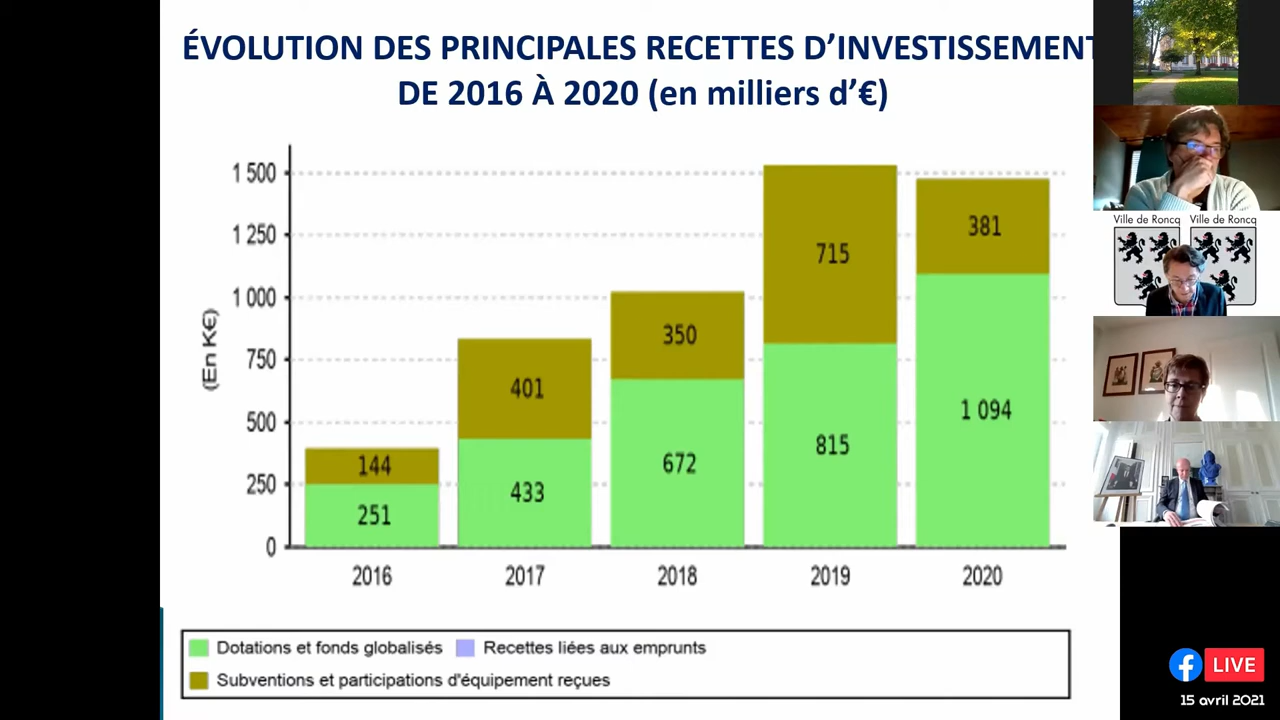 ÉVOLUTION DES PRINCIPALES RECETTES D'INVESTISSEMENT
DE 2016 À 2020 (en milliers d'€)
(En K€)
1 500
1 250
1 000
750
500
250
0
144
251
401
433
350
672
715
815
381
1 094
2016
2017
2018
2019
2020
Dotations et fonds globalisés
Recettes liées aux emprunts
Subventions et participations d'équipement reçues
Ville de Roncq
Ville de Roncq
LIVE
15 avril 2021